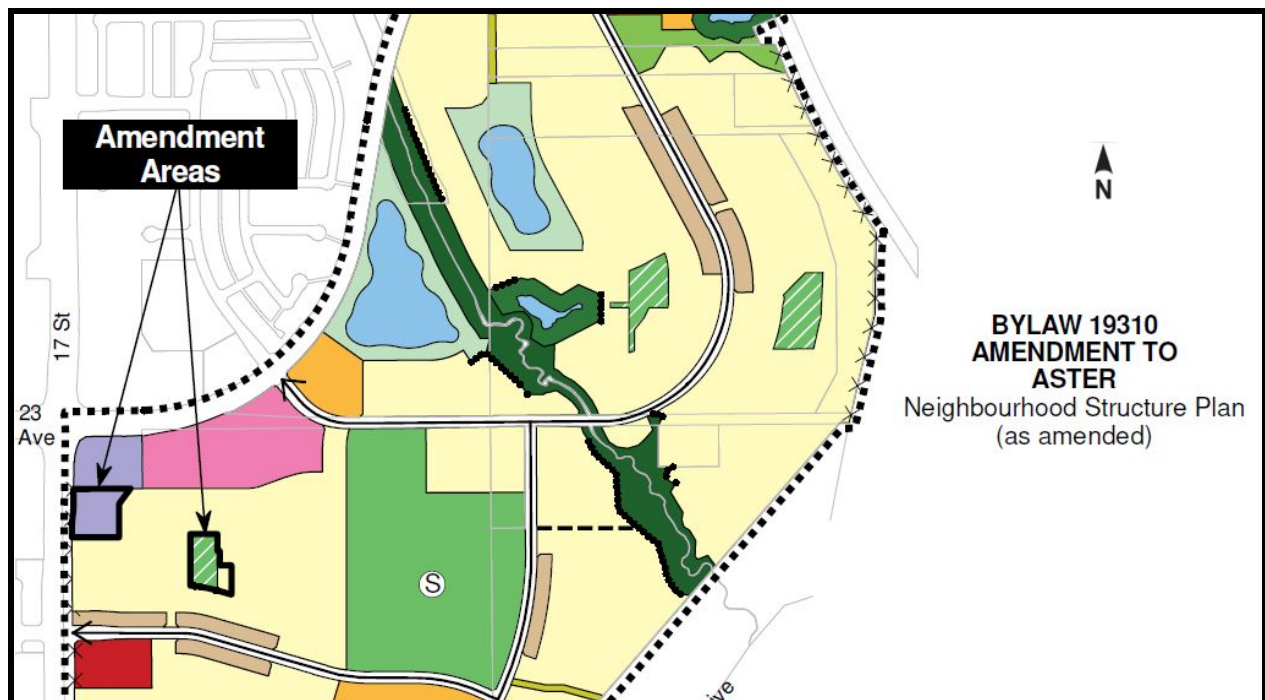 Amendment
Areas
N
17 St
23
Ave
BYLAW 19310
AMENDMENT TO
ASTER
Neighbourhood Structure Plan
(as amended)
S